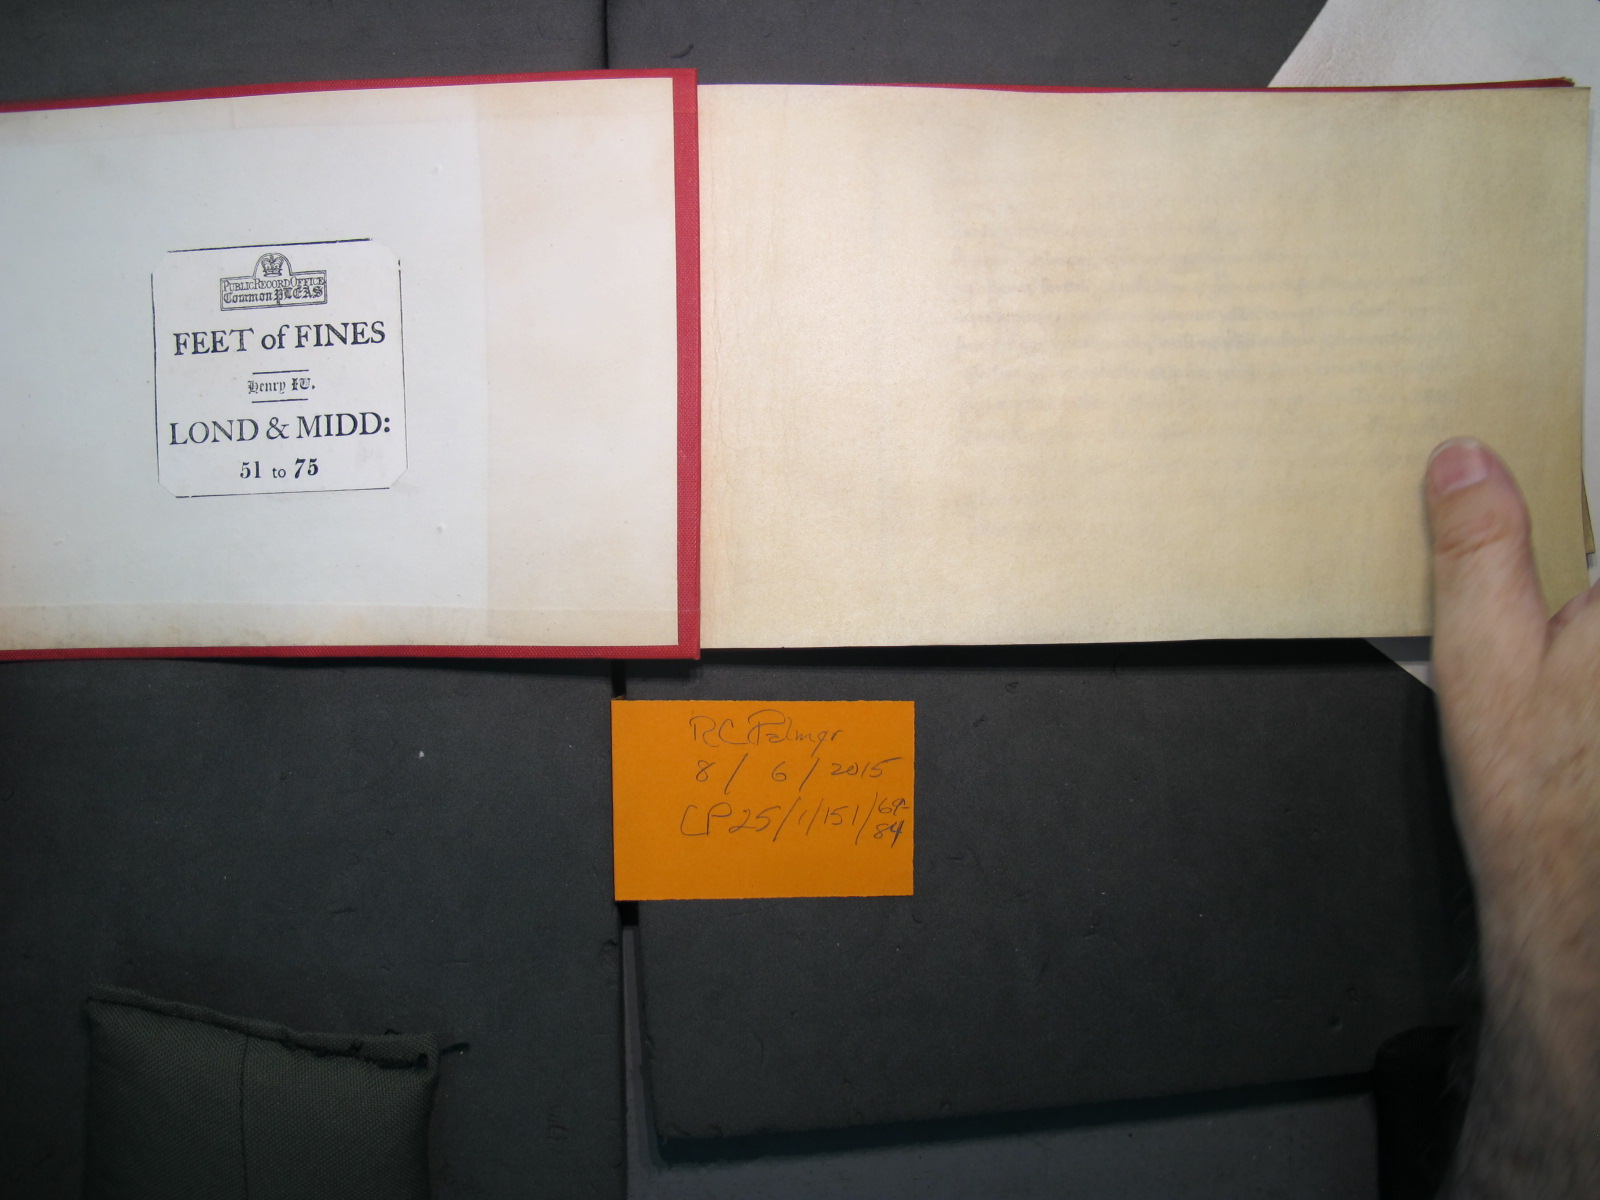 PUBLIC RECORD OFFICE
Common PLEAS
FEET of FINES
Henry IV.
LOND & MIDD:
51 to 75
RC Palmer
8 / 6 / 2015
CP25/1/151/69-
84